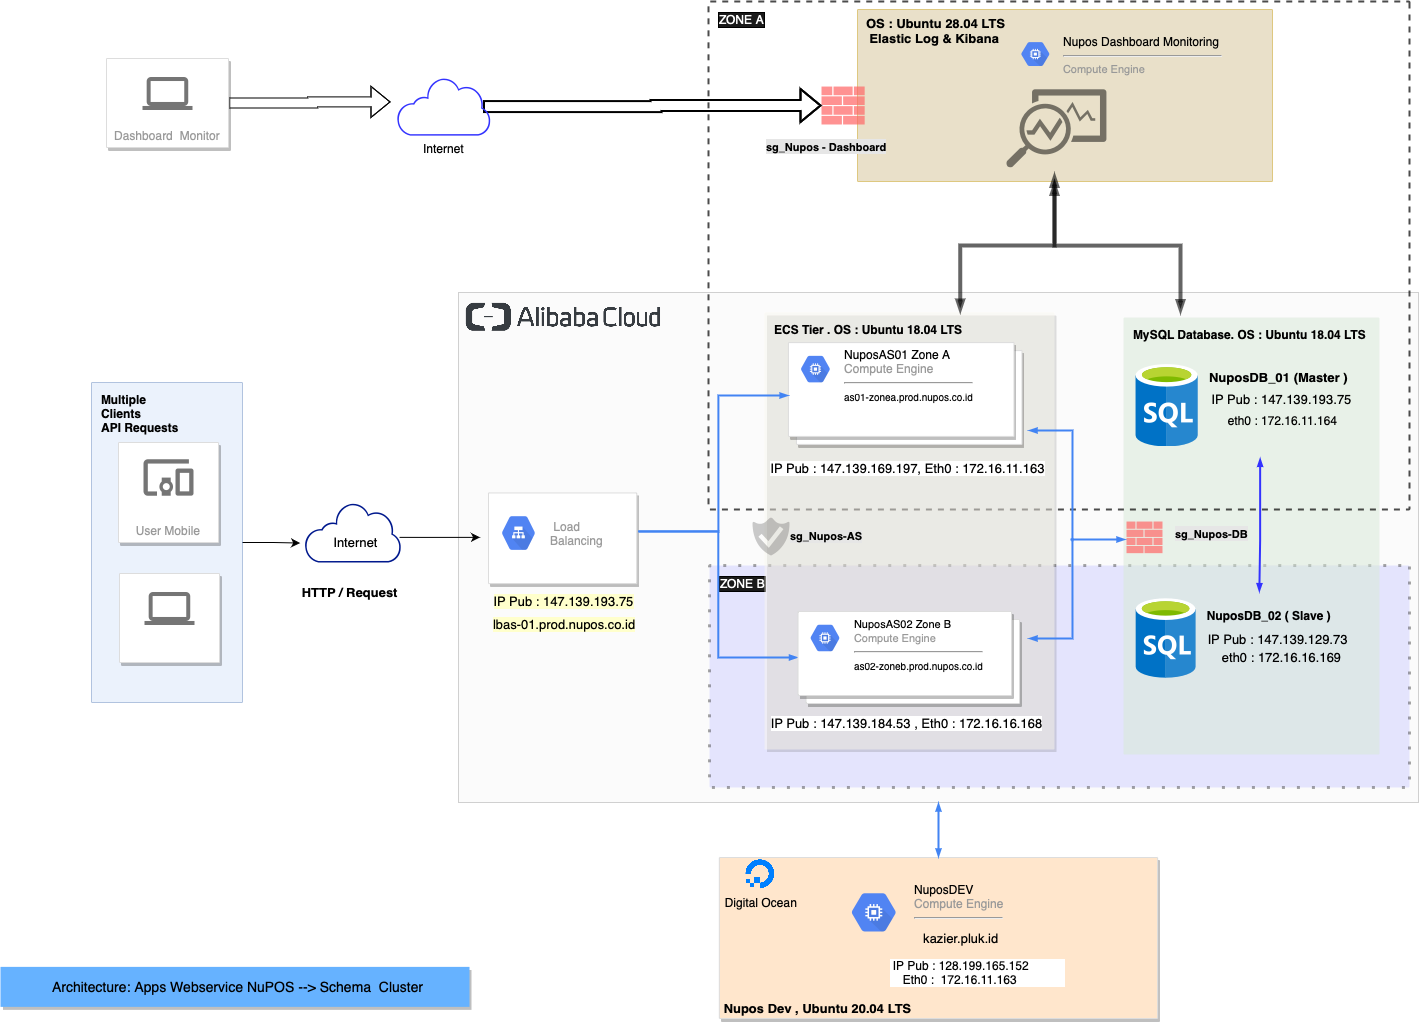 ZONE A
OS : Ubuntu 28.04 LTS
Elastic Log & Kibana
Nupos Dashboard Monitoring
Compute Engine
Dashboard Monitor
Internet
sg_Nupos - Dashboard
Alibaba Cloud
ECS Tier . OS : Ubuntu 18.04 LTS
NuposAS01 Zone A
Compute Engine
as01-zonea.prod.nupos.co.id
IP Pub : 147.139.169.197, Eth0 : 172.16.11.163
MySQL Database. OS : Ubuntu 18.04 LTS
SQL
NuposDB_01 (Master )
IP Pub : 147.139.193.75
eth0 : 172.16.11.164
Multiple
Clients
API Requests
User Mobile
Internet
HTTP / Request
Load
Balancing
IP Pub : 147.139.193.75
lbas-01.prod.nupos.co.id
sg_Nupos-AS
sg_Nupos-DB
ZONE B
NuposAS02 Zone B
Compute Engine
as02-zoneb.prod.nupos.co.id
IP Pub : 147.139.184.53 , Eth0 : 172.16.16.168
SQL
NuposDB_02 ( Slave )
IP Pub : 147.139.129.73
eth0 : 172.16.16.169
Digital Ocean
NuposDEV
Compute Engine
kazier.pluk.id
IP Pub : 128.199.165.152
Eth0 : 172.16.11.163
Nupos Dev , Ubuntu 20.04 LTS
Architecture: Apps Webservice NuPOS --> Schema Cluster